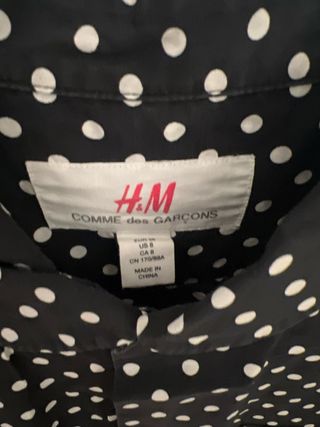 H&M
COMME des GARÇONS
US 8
CA 8
CN 170/88A
MADE IN
CHINA